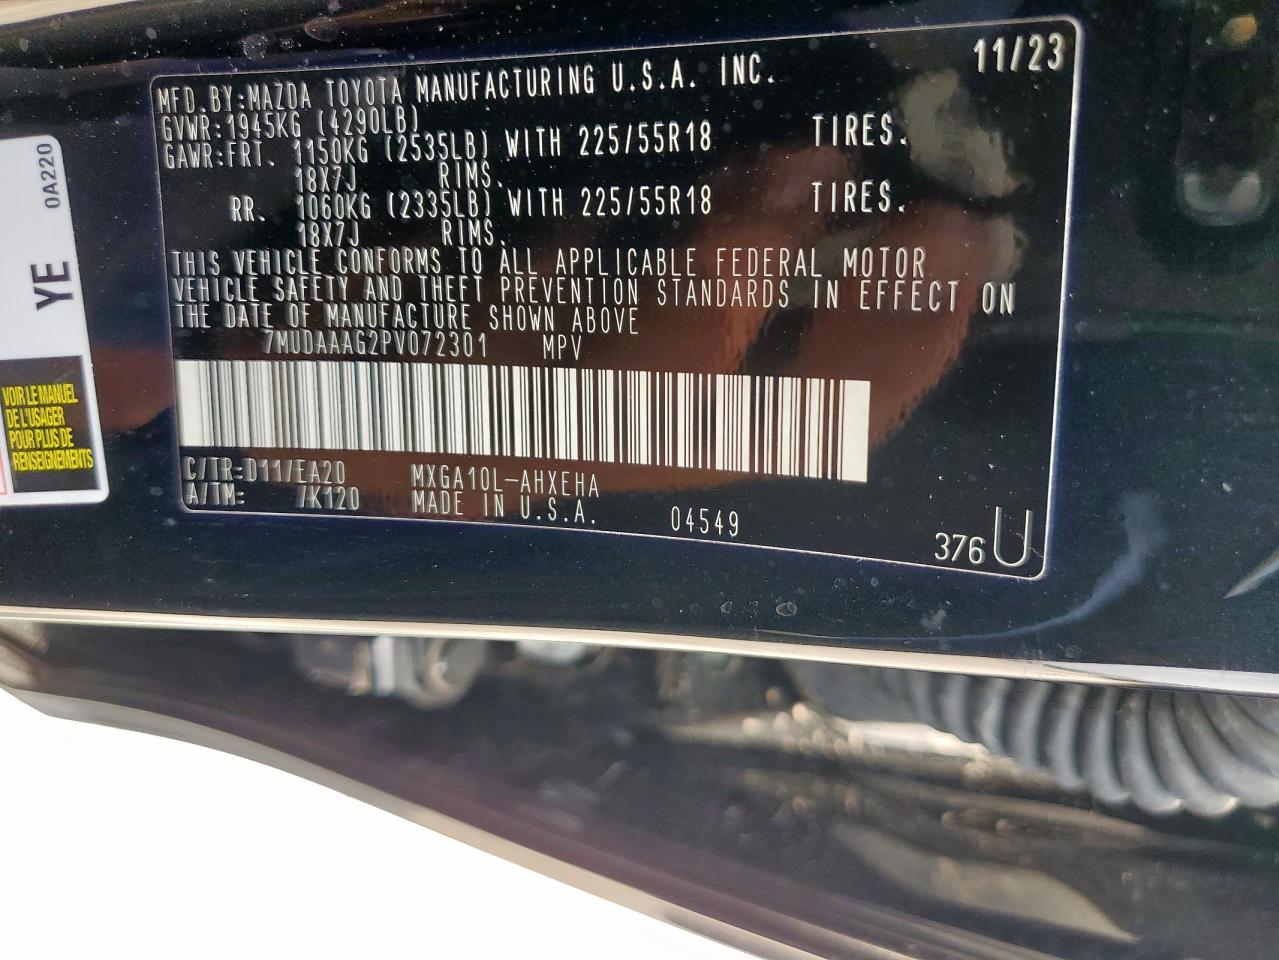 11/23
MFD.BY:MAZDA TOYOTA MANUFACTURING U.S.A. INC.
GVWR:1945KG (4290LB)
GAWR:FRT. 1150KG (2535LB) WITH 225/55R18 TIRES.
18X7J RIMS.
RR. 1060KG (2335LB) WITH 225/55R18 TIRES.
18X7J RIMS.
THIS VEHICLE CONFORMS TO ALL APPLICABLE FEDERAL MOTOR
VEHICLE SAFETY AND THEFT PREVENTION STANDARDS IN EFFECT ON
THE DATE OF MANUFACTURE SHOWN ABOVE
7MUDAAAG2PV072301 MPV
C/TR:D11/EA20 MXGA10L-AHXEHA
A/TM: /K120 MADE IN U.S.A. 04549
376 U
0A220
YE
VOIR LE MANUEL
DE L'USAGER
POUR PLUS DE
RENSEIGNEMENTS